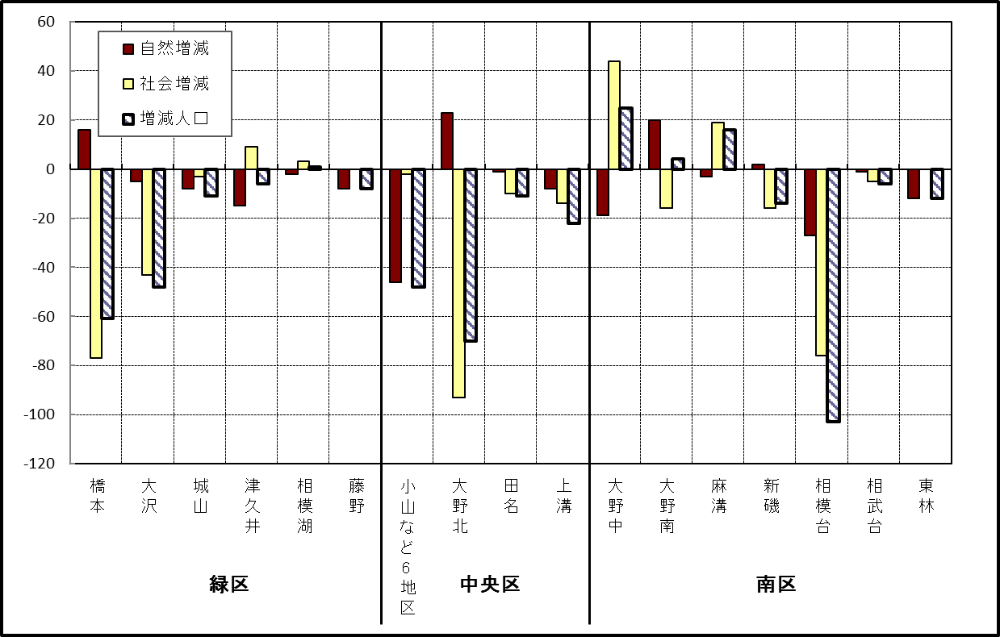 60
40
20
0
-20
-40
-60
-80
-100
-120
自然増減
社会増減
増減人口
橋本
大沢
城山
津久井
相模湖
藤野
小山など6地区
大野北
田名
上溝
大野中
大野南
麻溝
新磯
相模台
相武台
東林
緑区
中央区
南区